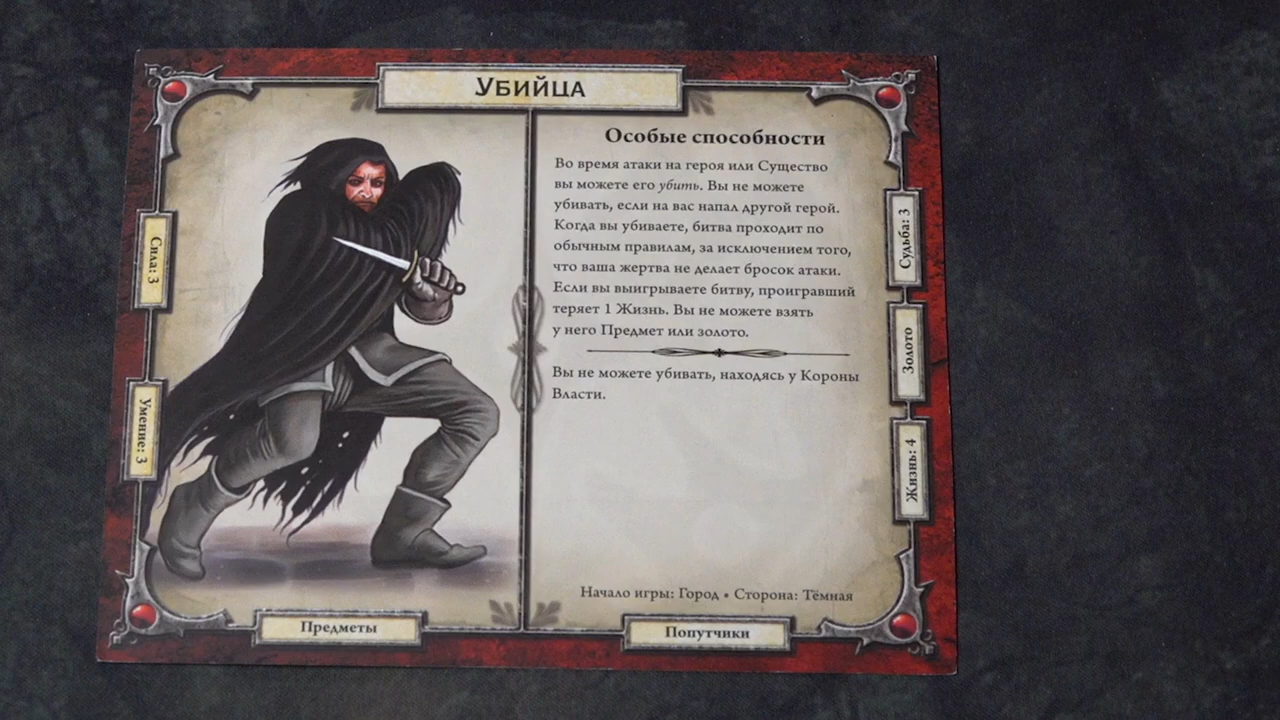 Убийца
Особые способности
Во время атаки на героя или Существо
вы можете его убить. Вы не можете
убивать, если на вас напал другой герой.
Когда вы убиваете, битва проходит по
обычным правилам, за исключением того,
что ваша жертва не делает бросок атаки.
Если вы выигрываете битву, проигравший
теряет 1 Жизнь. Вы не можете взять
у него Предмет или золото.
Вы не можете убивать, находясь у Короны
Власти.
Начало игры: Город • Сторона: Тёмная
Сила: 3
Умение: 3
Судьба: 3
Золото
Жизнь: 4
Предметы
Попутчики